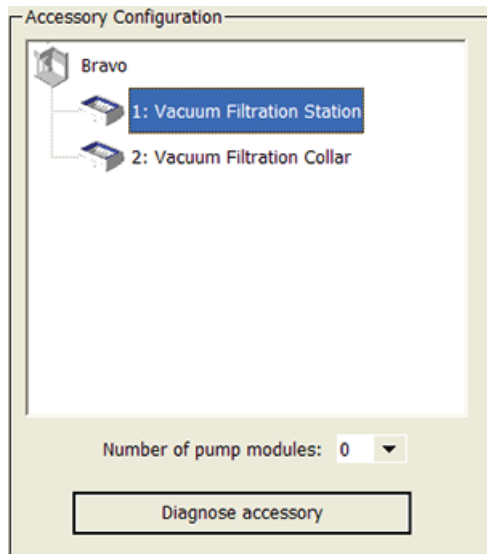 Accessory Configuration
Bravo
1: Vacuum Filtration Station
2: Vacuum Filtration Collar
Number of pump modules: 0
Diagnose accessory